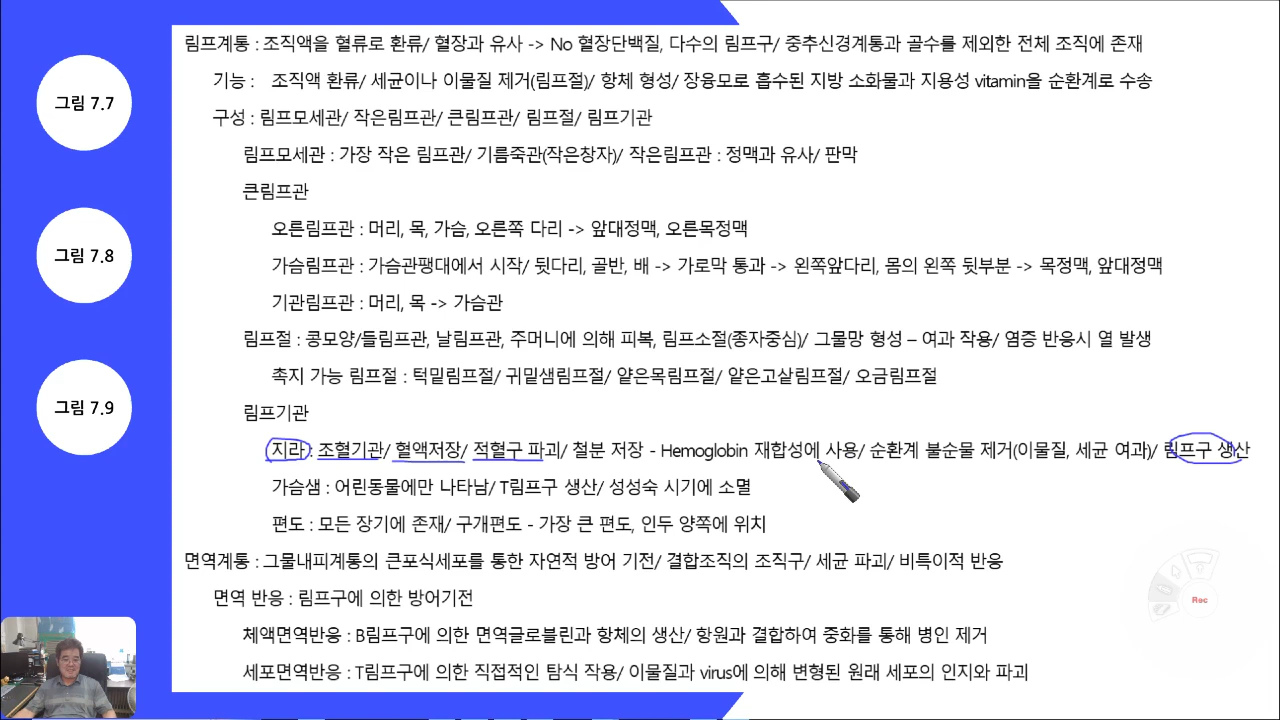 그림 7.7
그림 7.8
그림 7.9
림프계통 : 조직액을 혈류로 환류/ 혈장과 유사 -> No 혈장단백질, 다수의 림프구/ 중추신경계통과 골수를 제외한 전체 조직에 존재
기능 : 조직액 환류/ 세균이나 이물질 제거(림프절)/ 항체 형성/ 장융모로 흡수된 지방 소화물과 지용성 vitamin을 순환계로 수송
구성 : 림프모세관/ 작은림프관/ 큰림프관/ 림프절/ 림프기관
림프모세관 : 가장 작은 림프관/ 기름죽관(작은창자)/ 작은림프관 : 정맥과 유사/ 판막
큰림프관
오른림프관 : 머리, 목, 가슴, 오른쪽 다리 -> 앞대정맥, 오른목정맥
가슴림프관 : 가슴관팽대에서 시작/ 뒷다리, 골반, 배 -> 가로막 통과 -> 왼쪽앞다리, 몸의 왼쪽 뒷부분 -> 목정맥, 앞대정맥
기관림프관 : 머리, 목 -> 가슴관
림프절 : 콩모양/들림프관, 날림프관, 주머니에 의해 피복, 림프소절(종자중심)/ 그물망 형성 – 여과 작용/ 염증 반응시 열 발생
촉지 가능 림프절 : 턱밑림프절/ 귀밑샘림프절/ 얕은목림프절/ 얕은고샅림프절/ 오금림프절
림프기관
지라 : 조혈기관/ 혈액저장/ 적혈구 파괴/ 철분 저장 - Hemoglobin 재합성에 사용/ 순환계 불순물 제거(이물질, 세균 여과)/ 림프구 생산
가슴샘 : 어린동물에만 나타남/ T림프구 생산/ 성성숙 시기에 소멸
편도 : 모든 장기에 존재/ 구개편도 - 가장 큰 편도, 인두 양쪽에 위치
면역계통 : 그물내피계통의 큰포식세포를 통한 자연적 방어 기전/ 결합조직의 조직구/ 세균 파괴/ 비특이적 반응
면역 반응 : 림프구에 의한 방어기전
체액면역반응 : B림프구에 의한 면역글로블린과 항체의 생산/ 항원과 결합하여 중화를 통해 병인 제거
세포면역반응 : T림프구에 의한 직접적인 탐식 작용/ 이물질과 virus에 의해 변형된 원래 세포의 인지와 파괴
Rec